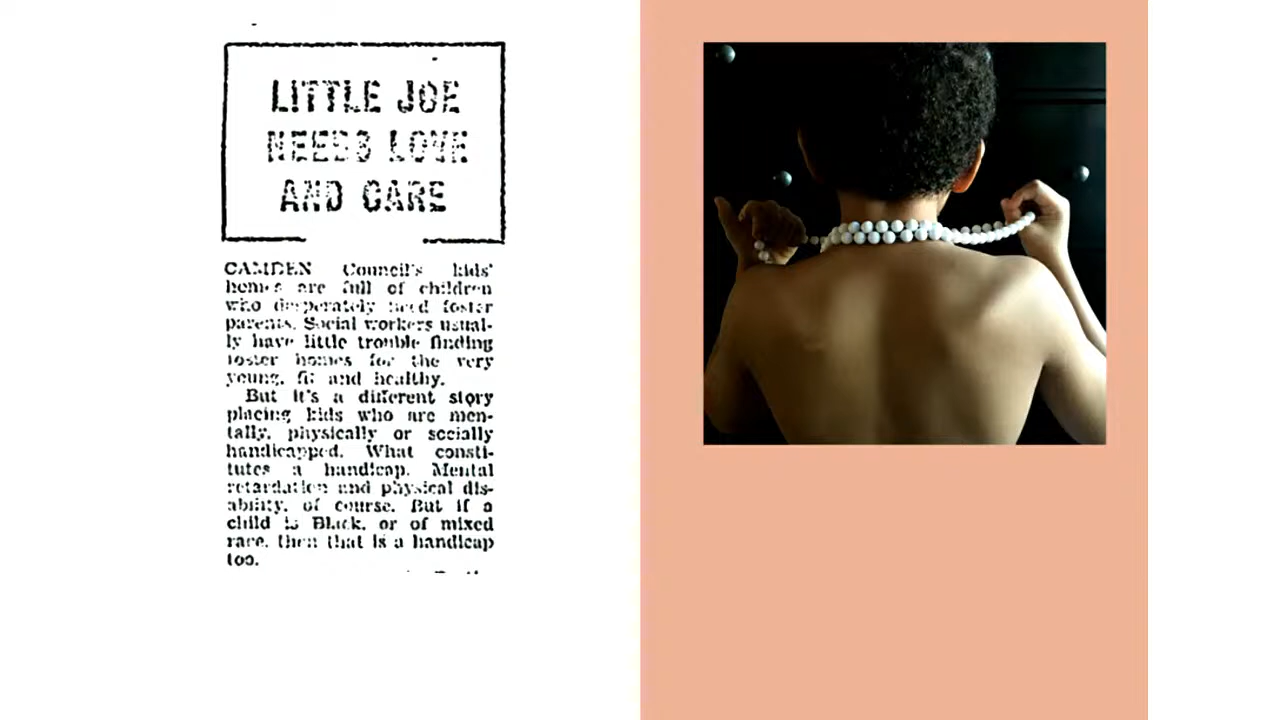 LITTLE JOE
NEEDS LOVE
AND CARE
CAMDEN Council's kids'
homes are full of children
who desperately need foster
parents. Social workers usual-
ly have little trouble finding
foster homes for the very
young, fit and healthy.
But it's a different story
placing kids who are men-
tally, physically or socially
handicapped. What consti-
tutes a handicap. Mental
retardation and physical dis-
ability, of course. But if a
child is Black, or of mixed
race, then that is a handicap
too.